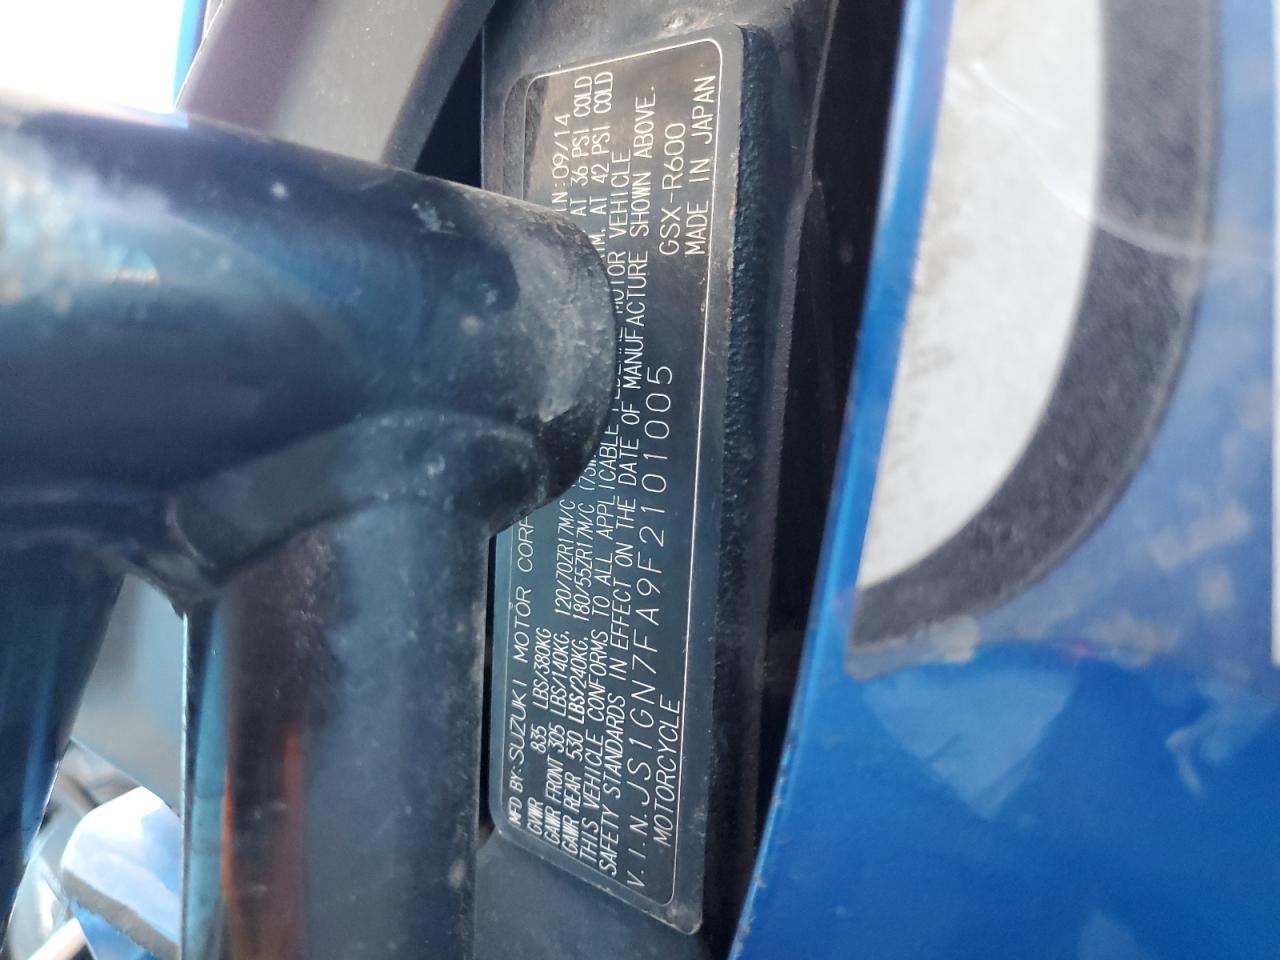 MFD BY: SUZUKI MOTOR CORP IN: 09/14
GVWR 835 LBS/380KG
GAWR FRONT 305 LBS/140KG. 120/70ZR17M/C AT 36 PSI COLD
GAWR REAR 530 LBS/240KG. 180/55ZR17M/C AT 42 PSI COLD
THIS VEHICLE CONFORMS TO ALL APPLICABLE MOTOR VEHICLE
SAFETY STANDARDS IN EFFECT ON THE DATE OF MANUFACTURE SHOWN ABOVE.
V.I.N. JS1GN7FA9F2101005 GSX-R600
MOTORCYCLE MADE IN JAPAN